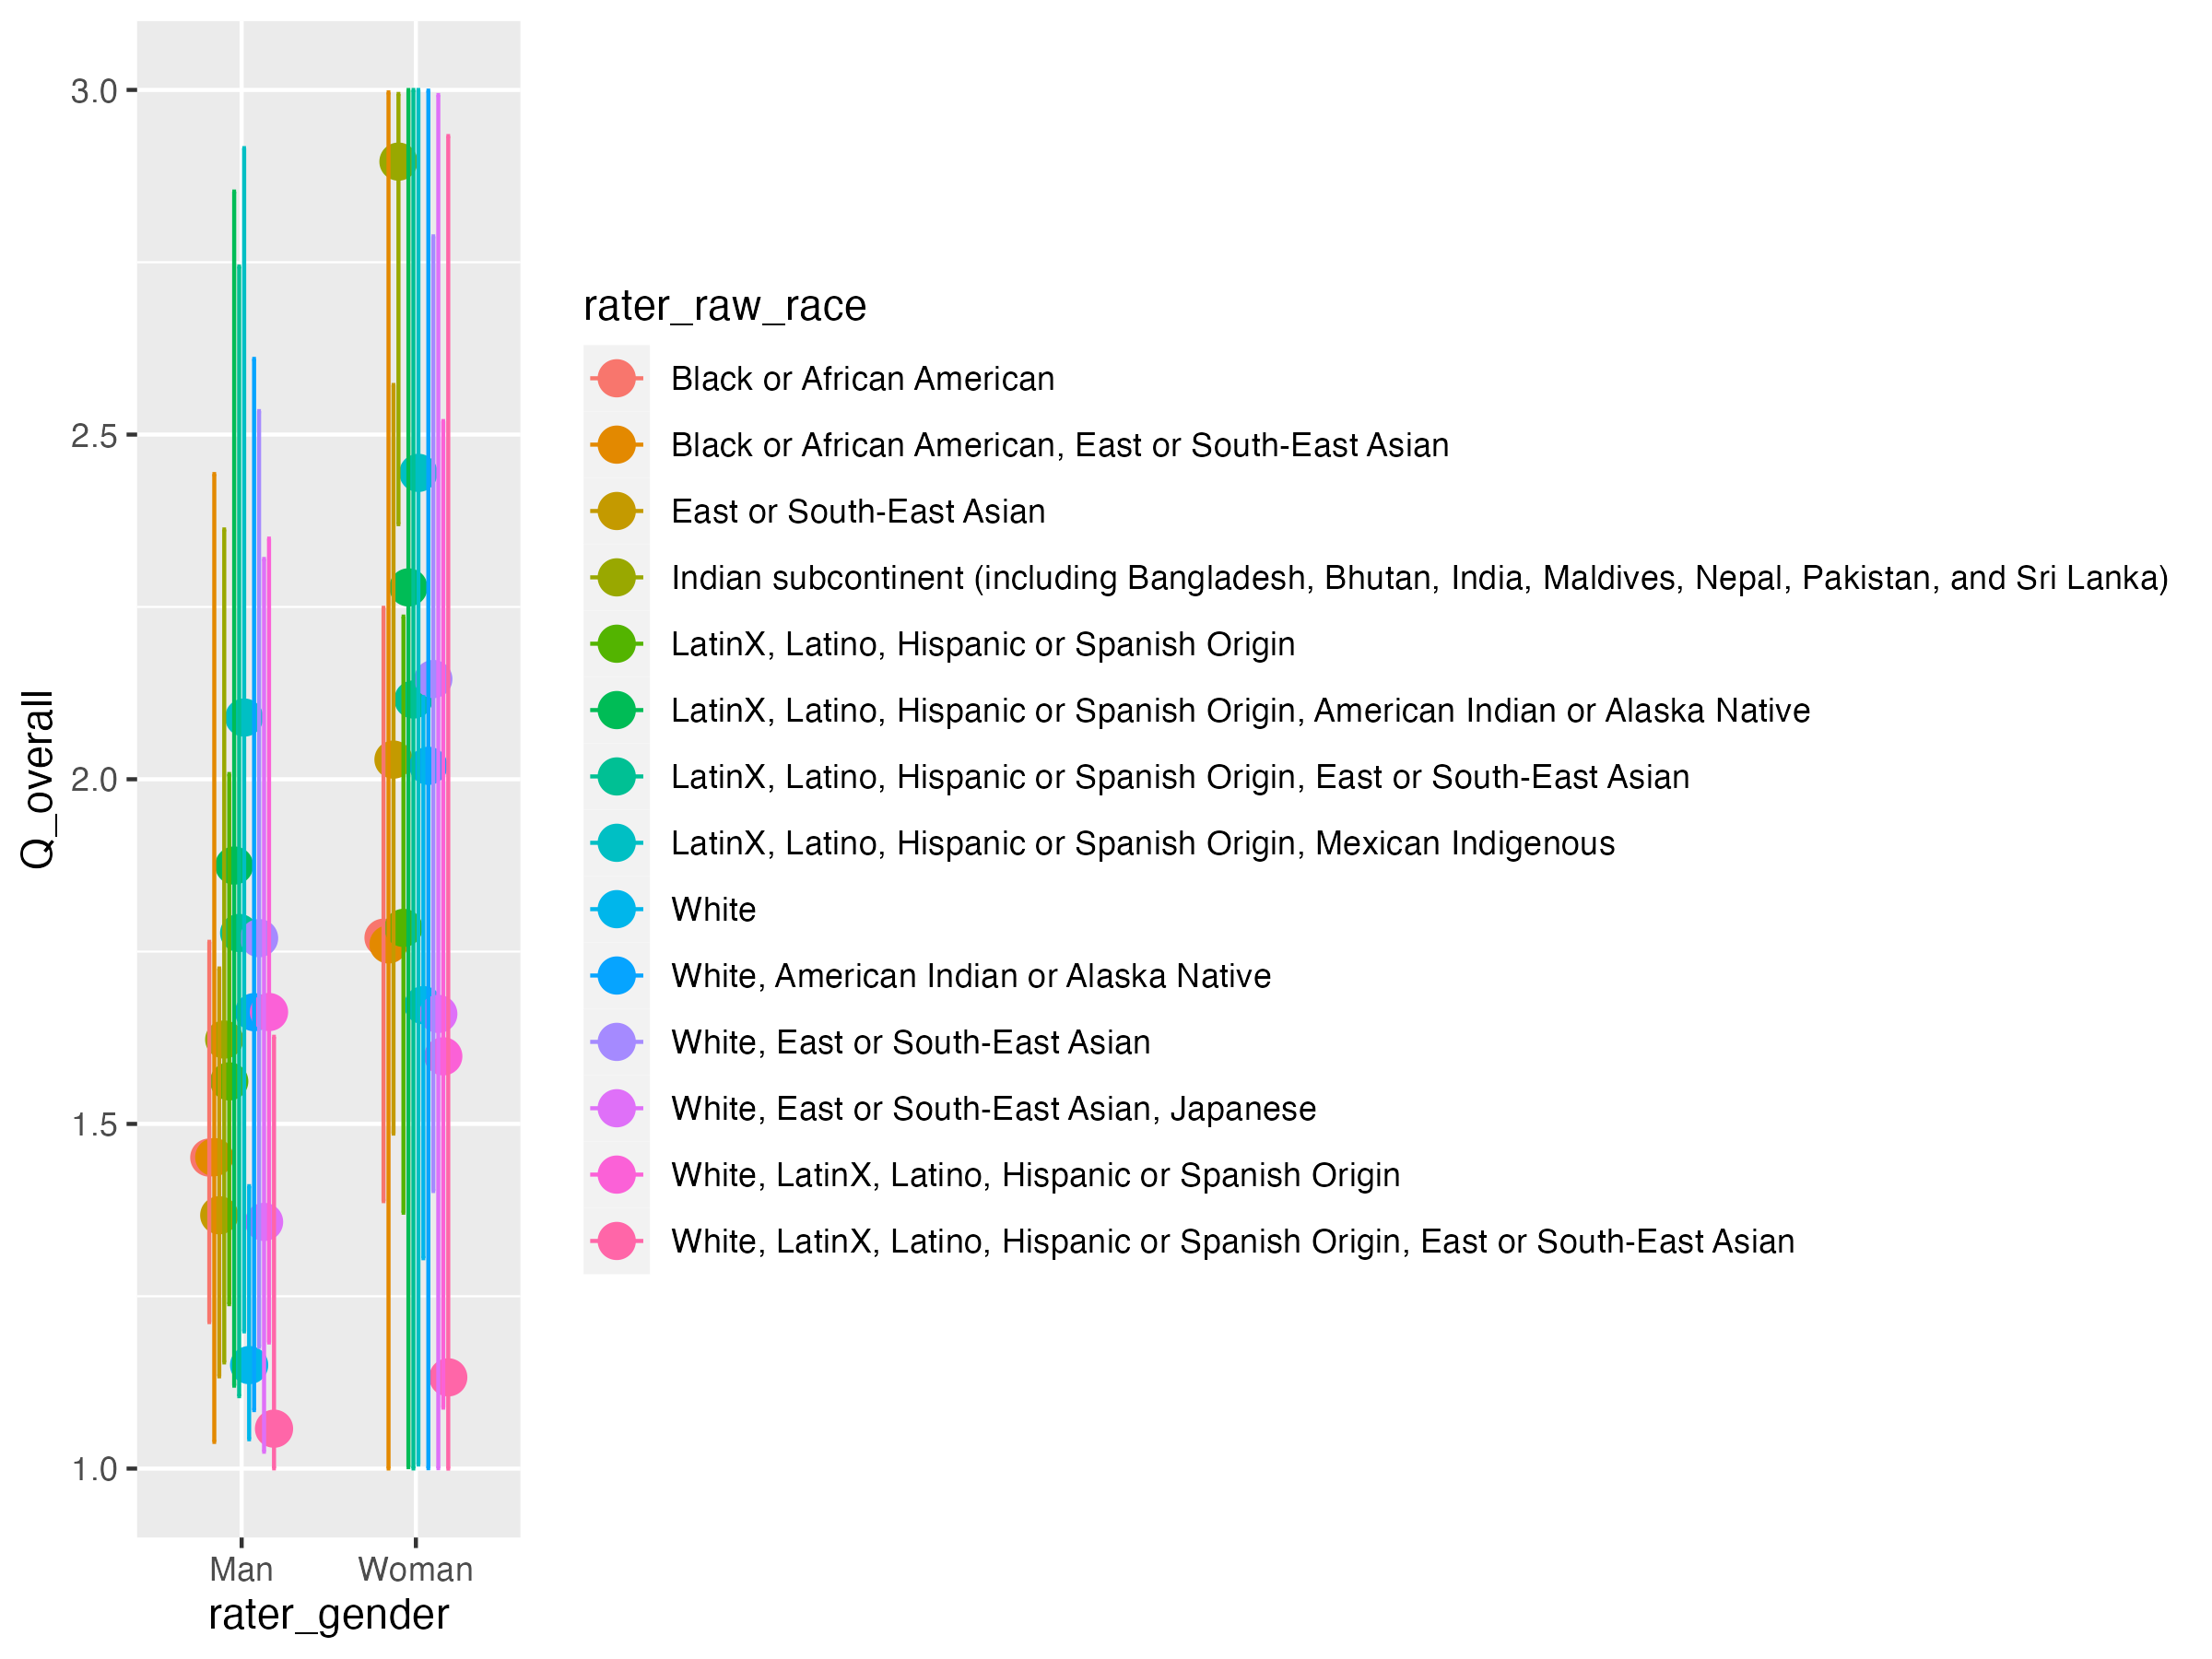 3.0
2.5
2.0
1.5
1.0
Q_overall
Man Woman
rater_gender
rater_raw_race
Black or African American
Black or African American, East or South-East Asian
East or South-East Asian
Indian subcontinent (including Bangladesh, Bhutan, India, Maldives, Nepal, Pakistan, and Sri Lanka)
LatinX, Latino, Hispanic or Spanish Origin
LatinX, Latino, Hispanic or Spanish Origin, American Indian or Alaska Native
LatinX, Latino, Hispanic or Spanish Origin, East or South-East Asian
LatinX, Latino, Hispanic or Spanish Origin, Mexican Indigenous
White
White, American Indian or Alaska Native
White, East or South-East Asian
White, East or South-East Asian, Japanese
White, LatinX, Latino, Hispanic or Spanish Origin
White, LatinX, Latino, Hispanic or Spanish Origin, East or South-East Asian